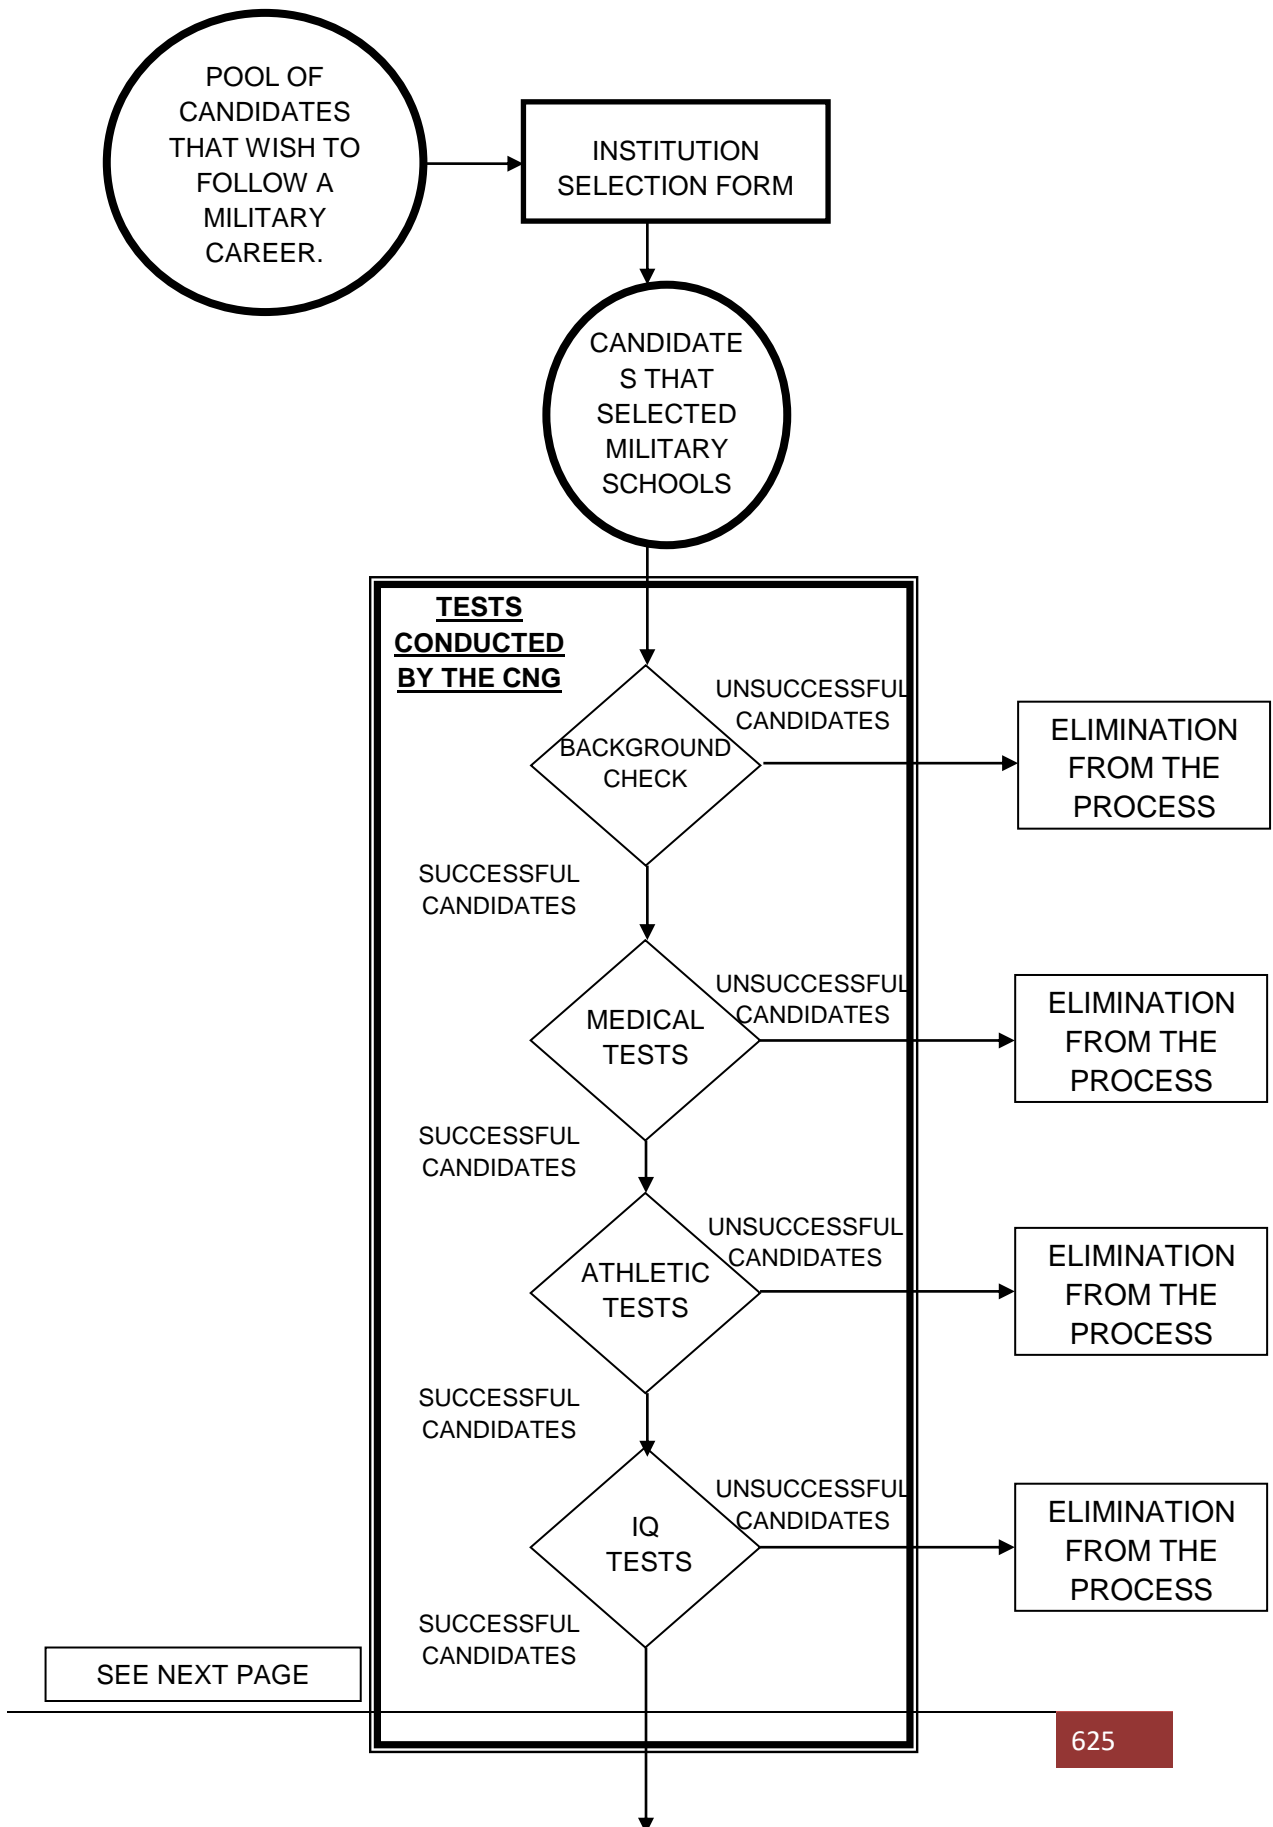 POOL OF
CANDIDATES
THAT WISH TO
FOLLOW A
MILITARY
CAREER.
INSTITUTION
SELECTION FORM
CANDIDATE
S THAT
SELECTED
MILITARY
SCHOOLS
TESTS
CONDUCTED
BY THE CNG
BACKGROUND
CHECK
UNSUCCESSFUL
CANDIDATES
ELIMINATION
FROM THE
PROCESS
SUCCESSFUL
CANDIDATES
MEDICAL
TESTS
UNSUCCESSFUL
CANDIDATES
ELIMINATION
FROM THE
PROCESS
SUCCESSFUL
CANDIDATES
ATHLETIC
TESTS
UNSUCCESSFUL
CANDIDATES
ELIMINATION
FROM THE
PROCESS
SUCCESSFUL
CANDIDATES
IQ
TESTS
UNSUCCESSFUL
CANDIDATES
ELIMINATION
FROM THE
PROCESS
SUCCESSFUL
CANDIDATES
SEE NEXT PAGE
625